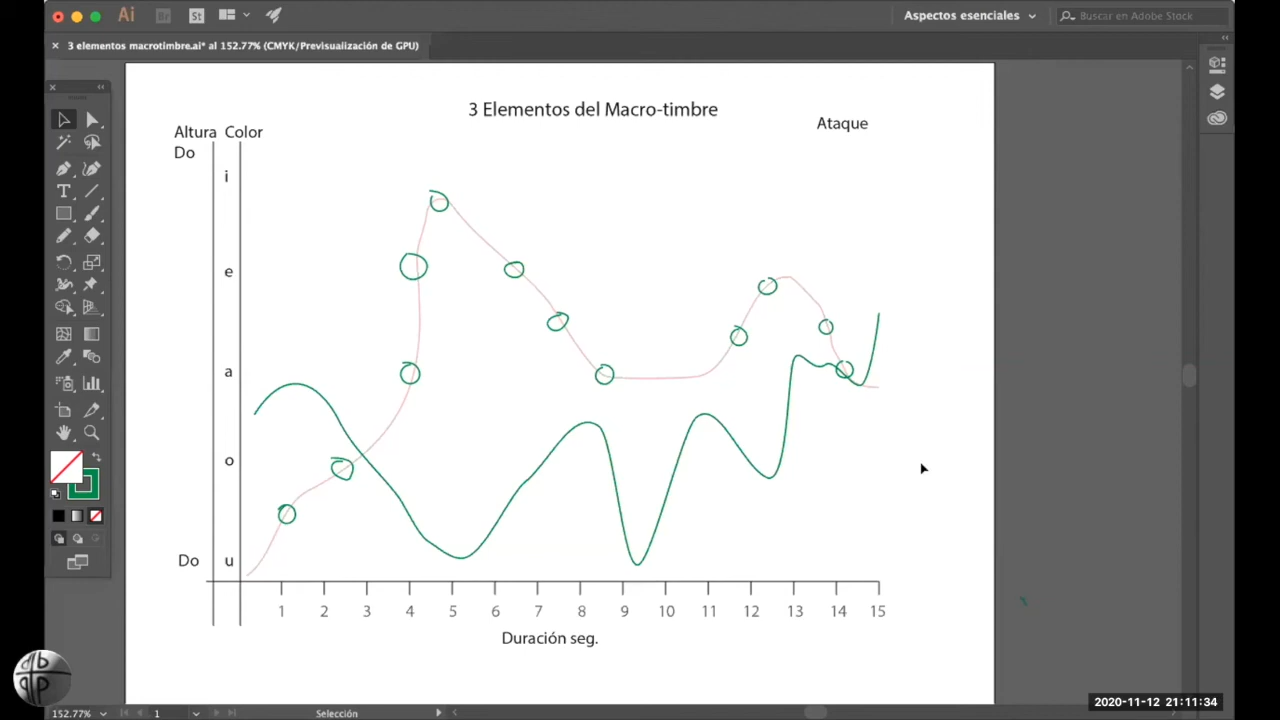 Ai Br St Aspectos esenciales Buscar en Adobe Stock
3 elementos macrotimbre.ai* al 152.77% (CMYK/Previsualización de GPU)
3 Elementos del Macro-timbre
Ataque
Altura Color
Do
i
e
a
o
Do u
1 2 3 4 5 6 7 8 9 10 11 12 13 14 15
Duración seg.
152.77% 1 Selección
2020-11-12 21:11:34